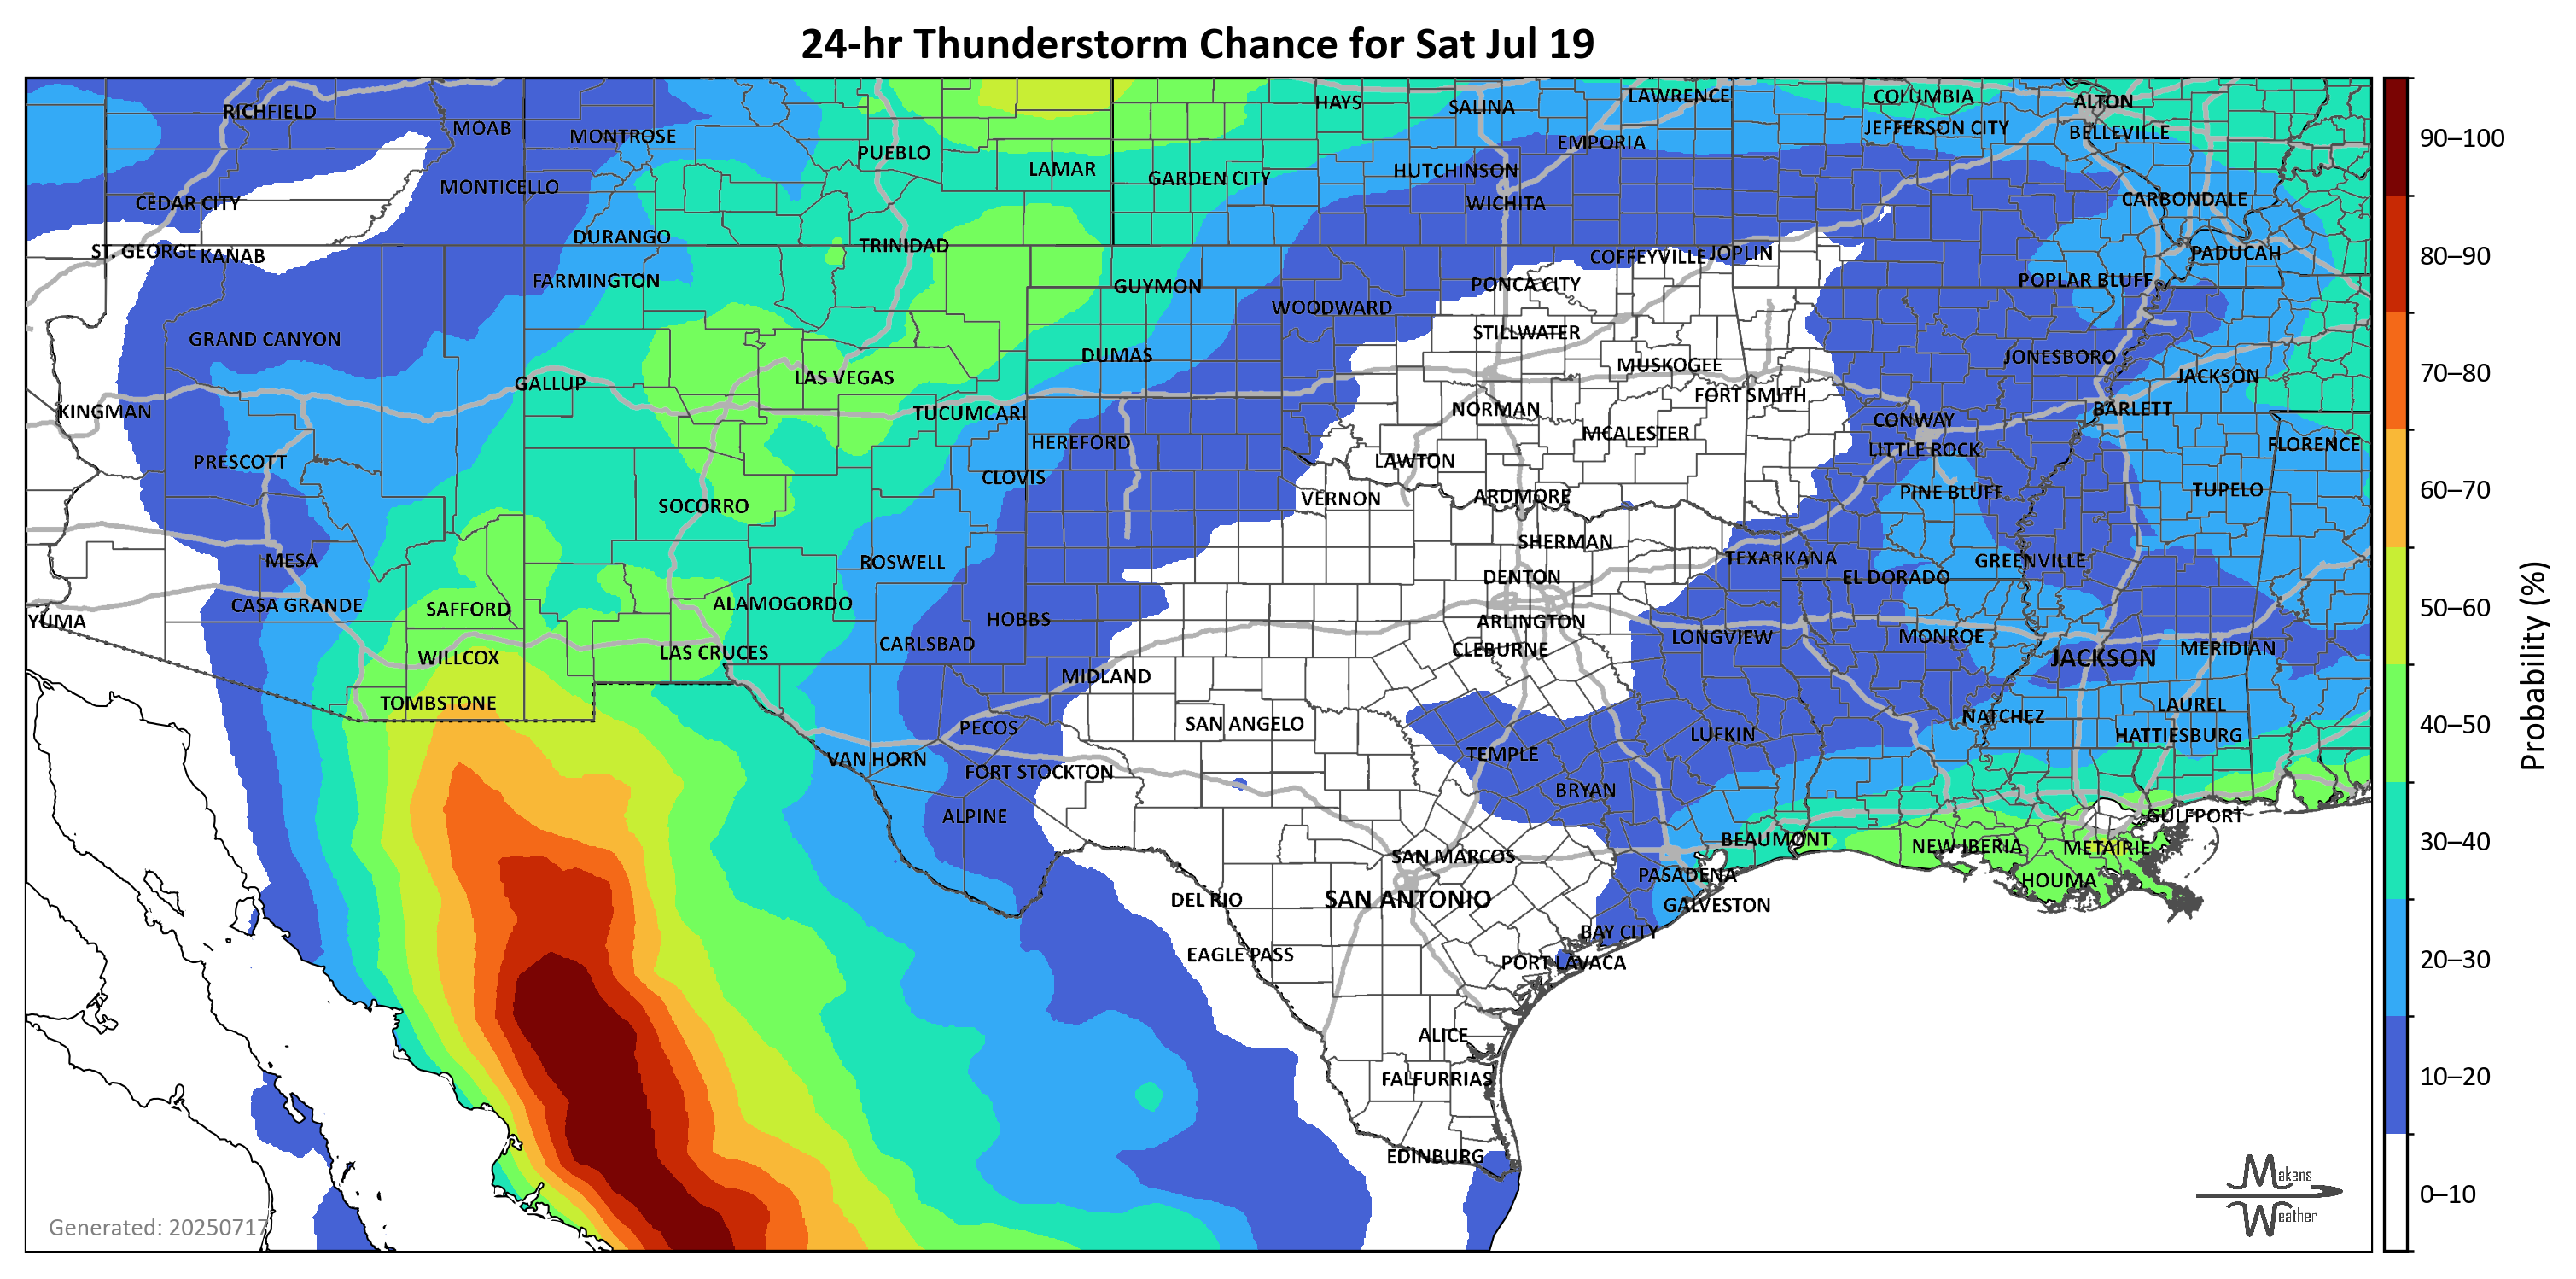 24-hr Thunderstorm Chance for Sat Jul 19
RICHFIELD
MOAB
MONTROSE
PUEBLO
LAMAR
HAYS
SALINA
LAWRENCE
COLUMBIA
ALTON
JEFFERSON CITY
BELLEVILLE
EMPORIA
HUTCHINSON
GARDEN CITY
MONTICELLO
CEDAR CITY
WICHITA
CARBONDALE
DURANGO
TRINIDAD
ST. GEORGE
KANAB
COFFEYVILLE
JOPLIN
PADUCAH
FARMINGTON
GUYMON
PONCA CITY
POPLAR BLUFF
WOODWARD
GRAND CANYON
STILLWATER
DUMAS
MUSKOGEE
JONESBORO
GALLUP
LAS VEGAS
JACKSON
KINGMAN
TUCUMCARI
NORMAN
FORT SMITH
BARLETT
CONWAY
HEREFORD
MCALESTER
LITTLE ROCK
FLORENCE
PRESCOTT
CLOVIS
LAWTON
VERNON
ARDMORE
PINE BLUFF
TUPELO
SOCORRO
SHERMAN
MESA
ROSWELL
TEXARKANA
GREENVILLE
DENTON
EL DORADO
CASA GRANDE
SAFFORD
ALAMOGORDO
YUMA
HOBBS
ARLINGTON
LONGVIEW
MONROE
CARLSBAD
CLEBURNE
MERIDIAN
WILLCOX
LAS CRUCES
JACKSON
MIDLAND
TOMBSTONE
LAUREL
NATCHEZ
SAN ANGELO
PECOS
LUFKIN
HATTIESBURG
TEMPLE
VAN HORN
FORT STOCKTON
BRYAN
ALPINE
GULFPORT
BEAUMONT
NEW IBERIA
METAIRIE
SAN MARCOS
PASADENA
HOUMA
DEL RIO
SAN ANTONIO
GALVESTON
BAY CITY
EAGLE PASS
PORT LAVACA
ALICE
FALFURRIAS
EDINBURG
Generated: 20250717
Makens
Weather
90–100
80–90
70–80
60–70
50–60
40–50
30–40
20–30
10–20
0–10
Probability (%)